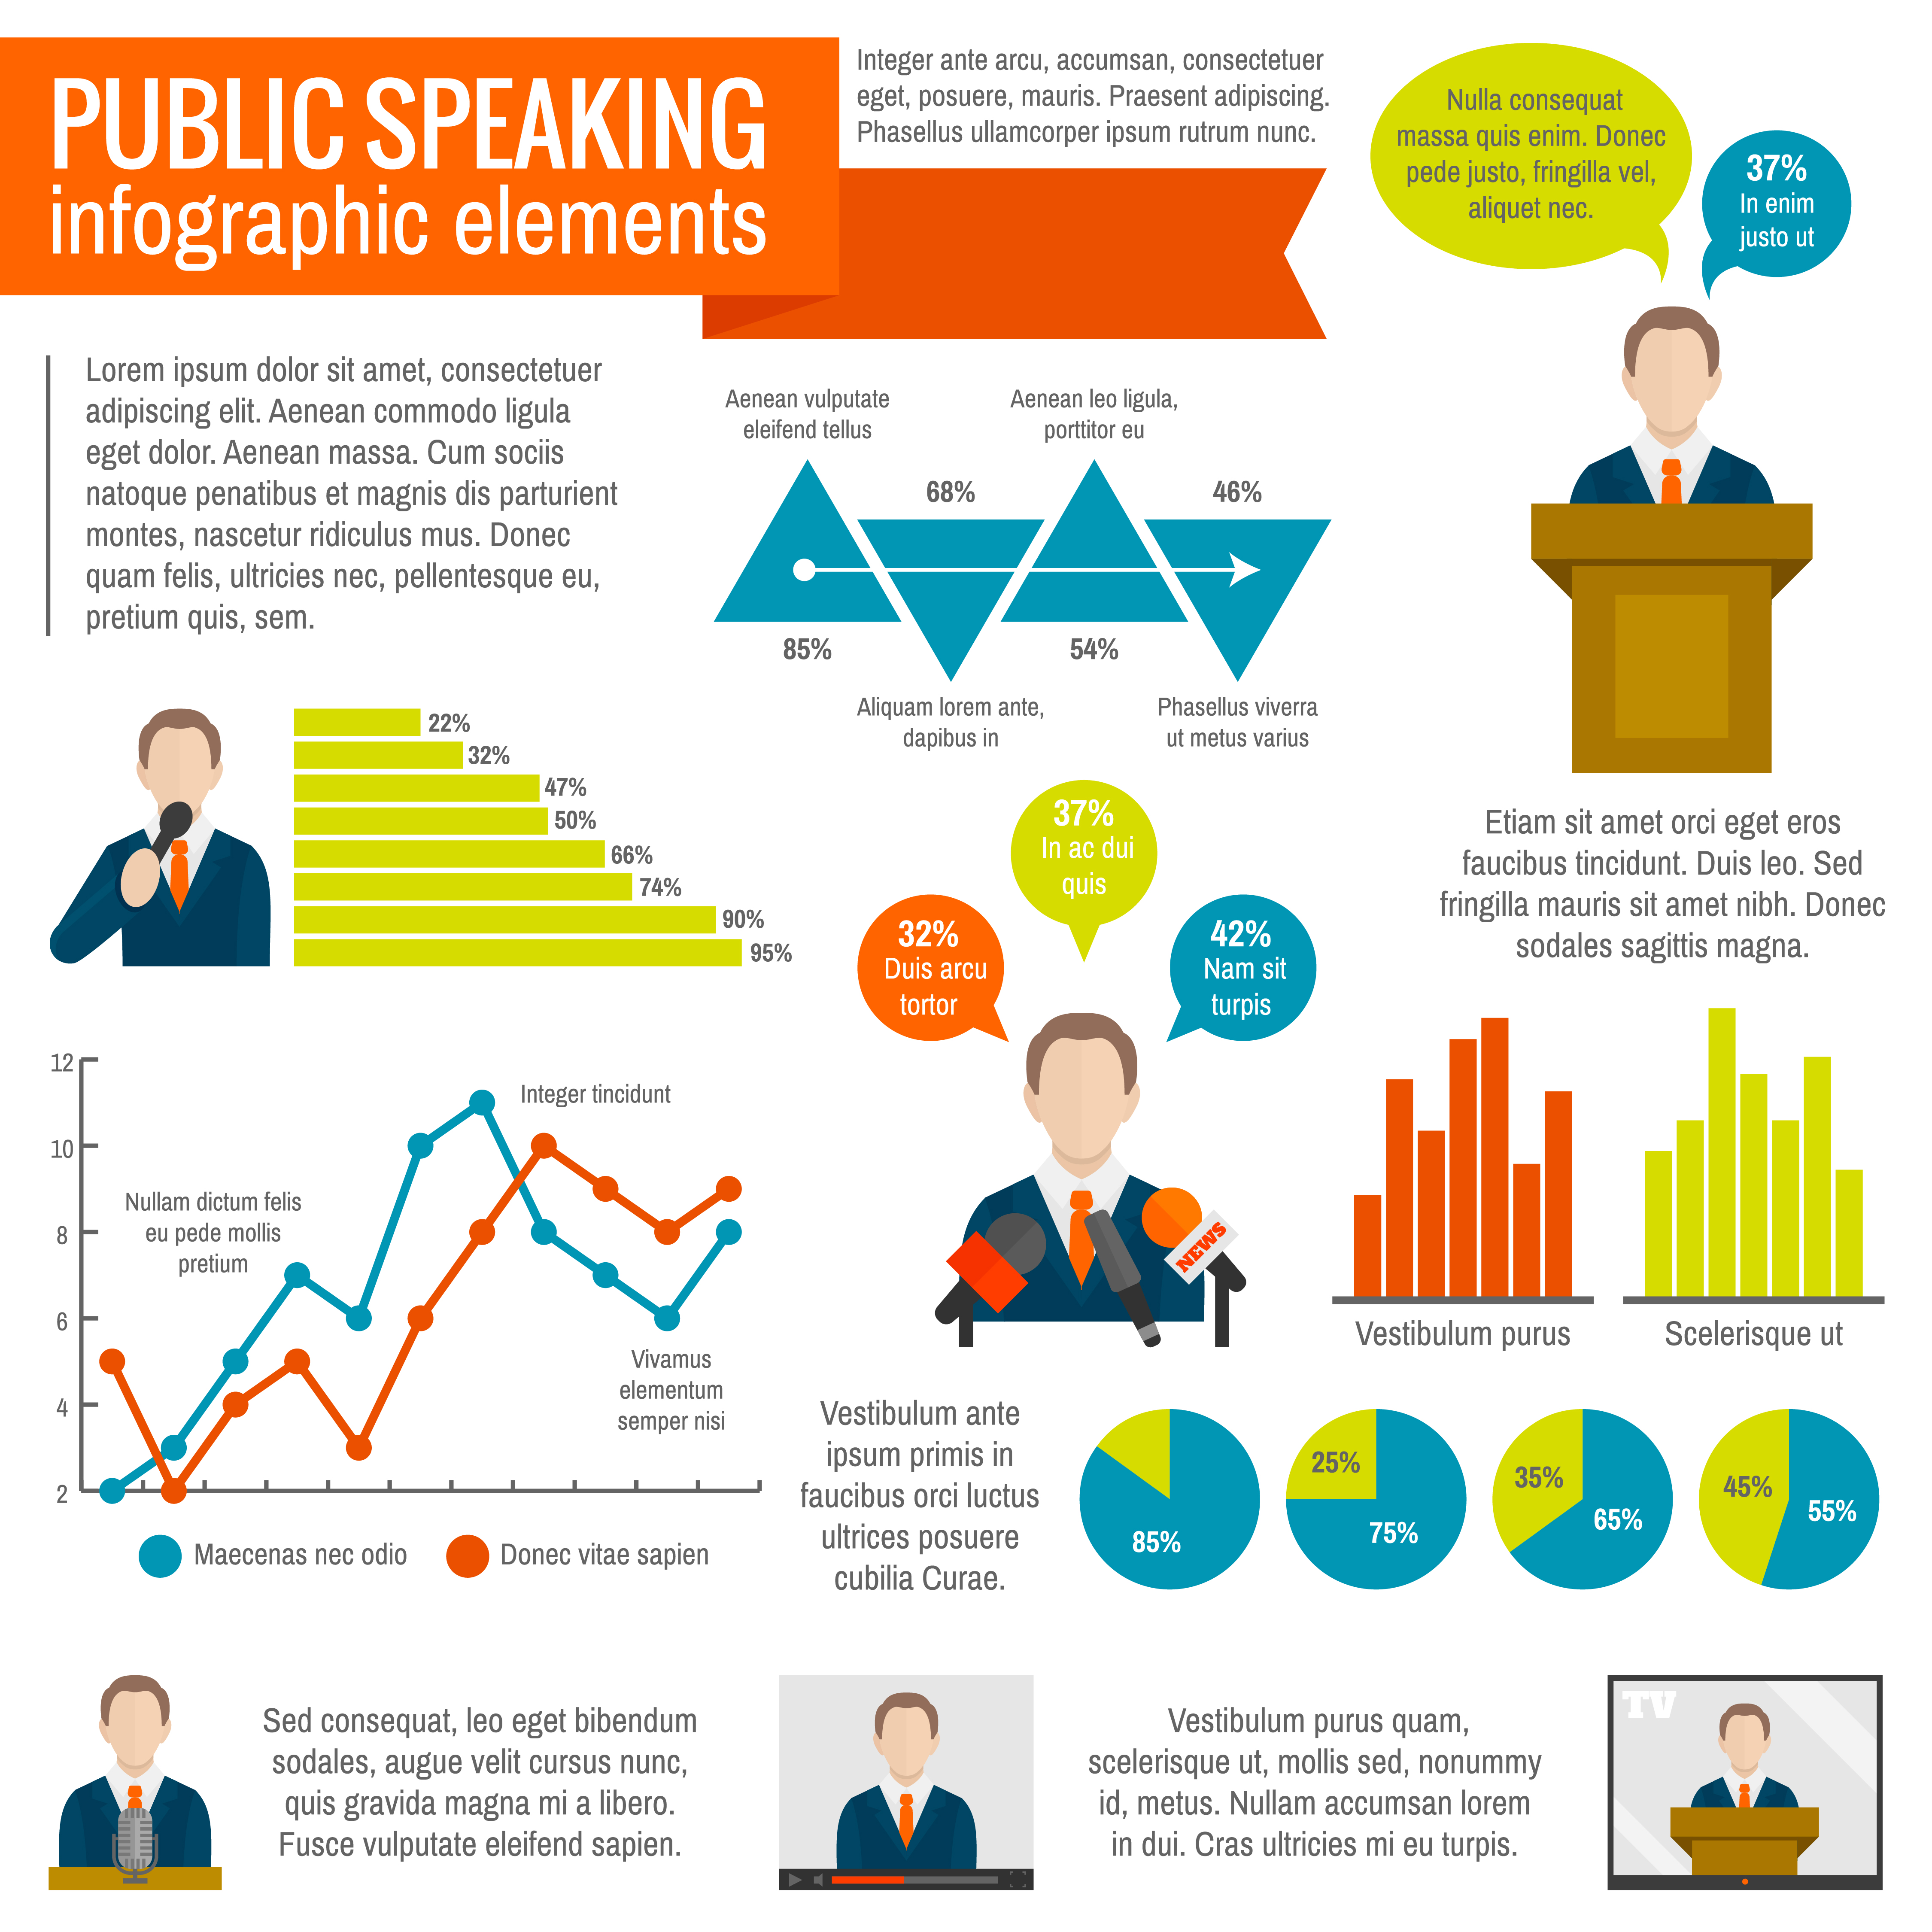 PUBLIC SPEAKING
infographic elements
Integer ante arcu, accumsan, consectetuer
eget, posuere, mauris. Praesent adipiscing.
Phasellus ullamcorper ipsum rutrum nunc.
Nulla consequat
massa quis enim. Donec
pede justo, fringilla vel,
aliquet nec.
37%
In enim
justo ut
Lorem ipsum dolor sit amet, consectetuer
adipiscing elit. Aenean commodo ligula
eget dolor. Aenean massa. Cum sociis
natoque penatibus et magnis dis parturient
montes, nascetur ridiculus mus. Donec
quam felis, ultricies nec, pellentesque eu,
pretium quis, sem.
Aenean vulputate
eleifend tellus
85%
68%
Aliquam lorem ante,
dapibus in
Aenean leo ligula,
porttitor eu
54%
46%
Phasellus viverra
ut metus varius
22%
32%
47%
50%
66%
74%
90%
95%
37%
In ac dui
quis
32%
Duis arcu
tortor
42%
Nam sit
turpis
NEWS
Etiam sit amet orci eget eros
faucibus tincidunt. Duis leo. Sed
fringilla mauris sit amet nibh. Donec
sodales sagittis magna.
12
10
8
6
4
2
Nullam dictum felis
eu pede mollis
pretium
Integer tincidunt
Vivamus
elementum
semper nisi
Maecenas nec odio
Donec vitae sapien
Vestibulum purus
Scelerisque ut
Vestibulum ante
ipsum primis in
faucibus orci luctus
ultrices posuere
cubilia Curae.
85%
25%
75%
35%
65%
45%
55%
Sed consequat, leo eget bibendum
sodales, augue velit cursus nunc,
quis gravida magna mi a libero.
Fusce vulputate eleifend sapien.
Vestibulum purus quam,
scelerisque ut, mollis sed, nonummy
id, metus. Nullam accumsan lorem
in dui. Cras ultricies mi eu turpis.
TV